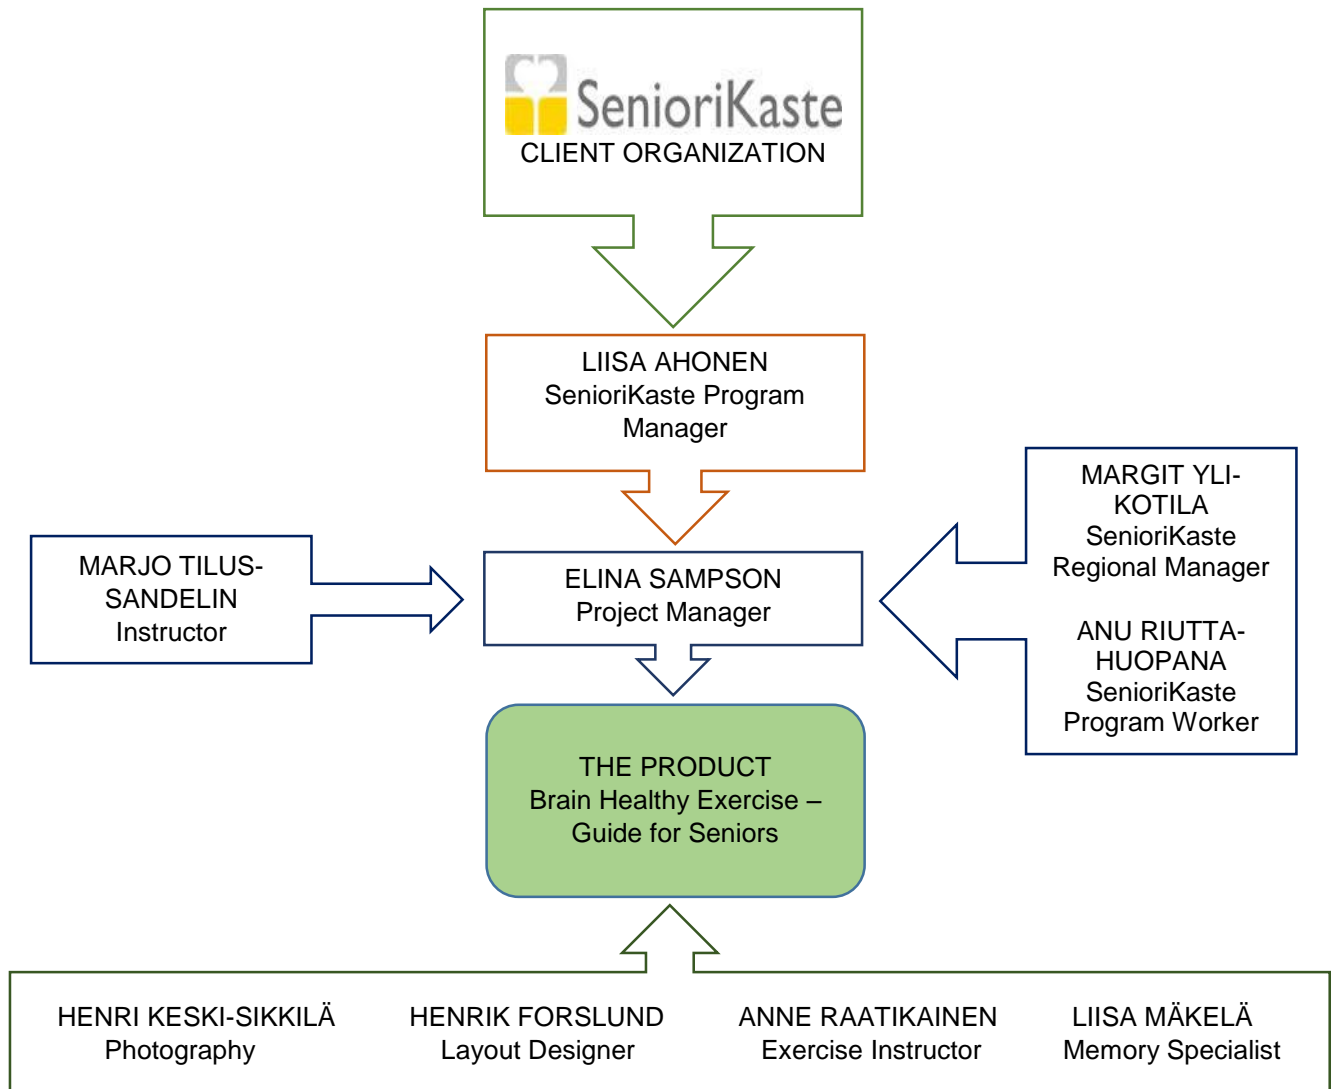 SenioriKaste
CLIENT ORGANIZATION
LIISA AHONEN
SenioriKaste Program
Manager
MARJO TILUS-
SANDELIN
Instructor
ELINA SAMPSON
Project Manager
MARGIT YLI-
KOTILA
SenioriKaste
Regional Manager
ANU RIUTTA-
HUOPANA
SenioriKaste
Program Worker
THE PRODUCT
Brain Healthy Exercise –
Guide for Seniors
HENRI KESKI-SIKKILÄ
Photography
HENRIK FORSLUND
Layout Designer
ANNE RAATIKAINEN
Exercise Instructor
LIISA MÄKELÄ
Memory Specialist